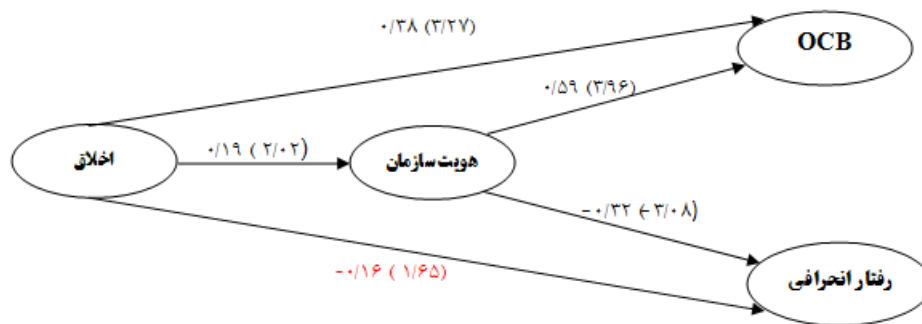 ۰/۳۸ (۳/۲۷)
OCB
۰/۵۹ (۳/۹۶)
اخلاق
۰/۱۹ ( ۲/۰۲)
هویت سازمان
-۰/۳۲ (-۳/۰۸)
-۰/۱۶ ( ۱/۶۵)
رفتار انحرافی